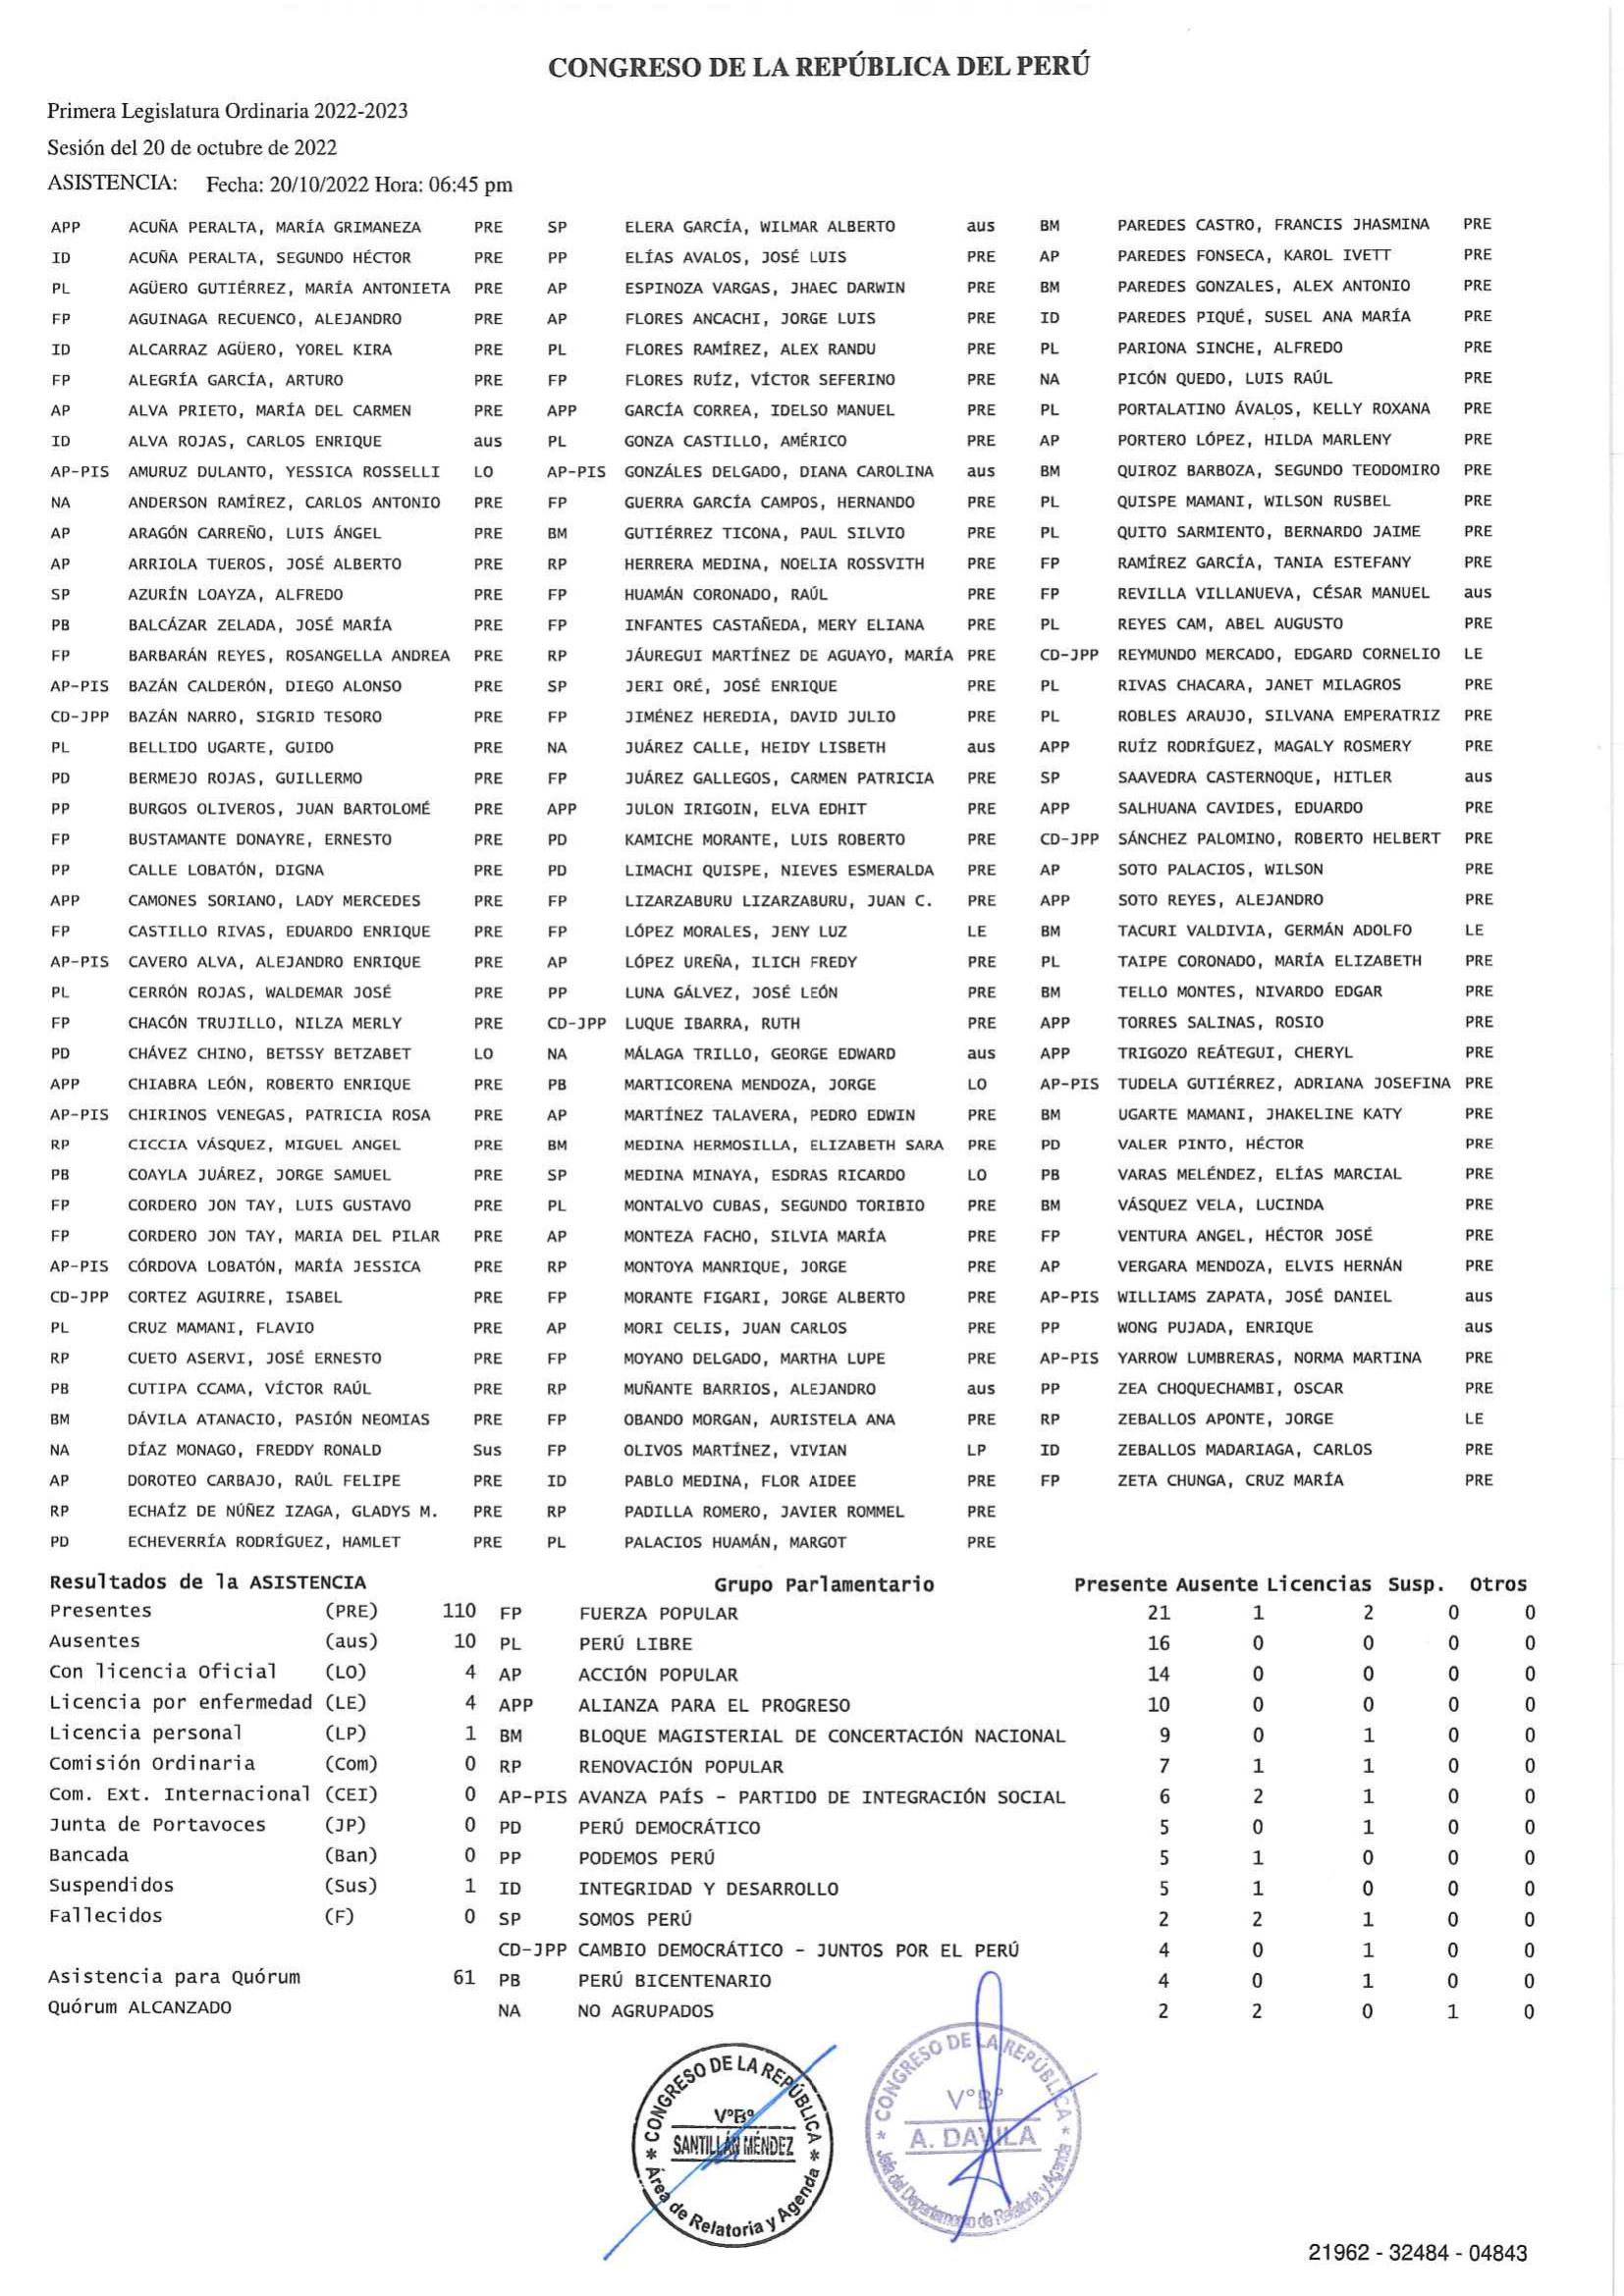 CONGRESO DE LA REPÚBLICA DEL PERÚ
Primera Legislatura Ordinaria 2022-2023
Sesión del 20 de octubre de 2022
ASISTENCIA: Fecha: 20/10/2022 Hora: 06:45 pm
APP ACUÑA PERALTA, MARÍA GRIMANEZA PRE SP ELERA GARCÍA, WILMAR ALBERTO aus BM PAREDES CASTRO, FRANCIS JHASMINA PRE
ID ACUÑA PERALTA, SEGUNDO HÉCTOR PRE PP ELÍAS AVALOS, JOSÉ LUIS PRE AP PAREDES FONSECA, KAROL IVETT PRE
PL AGÜERO GUTIÉRREZ, MARÍA ANTONIETA PRE AP ESPINOZA VARGAS, JHAEC DARWIN PRE BM PAREDES GONZALES, ALEX ANTONIO PRE
FP AGUINAGA RECUENCO, ALEJANDRO PRE AP FLORES ANCACHI, JORGE LUIS PRE ID PAREDES PIQUÉ, SUSEL ANA MARÍA PRE
ID ALCARRAZ AGÜERO, YOREL KIRA PRE PL FLORES RAMÍREZ, ALEX RANDU PRE PL PARIONA SINCHE, ALFREDO PRE
FP ALEGRÍA GARCÍA, ARTURO PRE FP FLORES RUÍZ, VÍCTOR SEFERINO PRE NA PICÓN QUEDO, LUIS RAÚL PRE
AP ALVA PRIETO, MARÍA DEL CARMEN PRE APP GARCÍA CORREA, IDELSO MANUEL PRE PL PORTALATINO ÁVALOS, KELLY ROXANA PRE
ID ALVA ROJAS, CARLOS ENRIQUE aus PL GONZA CASTILLO, AMÉRICO PRE AP PORTERO LÓPEZ, HILDA MARLENY PRE
AP-PIS AMURUZ DULANTO, YESSICA ROSSELLI LO AP-PIS GONZÁLES DELGADO, DIANA CAROLINA aus BM QUIROZ BARBOZA, SEGUNDO TEODOMIRO PRE
NA ANDERSON RAMÍREZ, CARLOS ANTONIO PRE FP GUERRA GARCÍA CAMPOS, HERNANDO PRE PL QUISPE MAMANI, WILSON RUSBEL PRE
AP ARAGÓN CARREÑO, LUIS ÁNGEL PRE BM GUTIÉRREZ TICONA, PAUL SILVIO PRE PL QUITO SARMIENTO, BERNARDO JAIME PRE
AP ARRIOLA TUEROS, JOSÉ ALBERTO PRE RP HERRERA MEDINA, NOELIA ROSSVITH PRE FP RAMÍREZ GARCÍA, TANIA ESTEFANY PRE
SP AZURÍN LOAYZA, ALFREDO PRE FP HUAMÁN CORONADO, RAÚL PRE FP REVILLA VILLANUEVA, CÉSAR MANUEL aus
PB BALCÁZAR ZELADA, JOSÉ MARÍA PRE FP INFANTES CASTAÑEDA, MERY ELIANA PRE PL REYES CAM, ABEL AUGUSTO PRE
FP BARBARÁN REYES, ROSANGELLA ANDREA PRE RP JÁUREGUI MARTÍNEZ DE AGUAYO, MARÍA PRE CD-JPP REYMUNDO MERCADO, EDGARD CORNELIO LE
AP-PIS BAZÁN CALDERÓN, DIEGO ALONSO PRE SP JERI ORÉ, JOSÉ ENRIQUE PRE PL RIVAS CHACARA, JANET MILAGROS PRE
CD-JPP BAZÁN NARRO, SIGRID TESORO PRE FP JIMÉNEZ HEREDIA, DAVID JULIO PRE PL ROBLES ARAUJO, SILVANA EMPERATRIZ PRE
PL BELLIDO UGARTE, GUIDO PRE NA JUÁREZ CALLE, HEIDY LISBETH aus APP RUÍZ RODRÍGUEZ, MAGALY ROSMERY PRE
PD BERMEJO ROJAS, GUILLERMO PRE FP JUÁREZ GALLEGOS, CARMEN PATRICIA PRE SP SAAVEDRA CASTERNOQUE, HITLER aus
PP BURGOS OLIVEROS, JUAN BARTOLOMÉ PRE APP JULON IRIGOIN, ELVA EDHIT PRE APP SALHUANA CAVIDES, EDUARDO PRE
FP BUSTAMANTE DONAYRE, ERNESTO PRE PD KAMICHE MORANTE, LUIS ROBERTO PRE CD-JPP SÁNCHEZ PALOMINO, ROBERTO HELBERT PRE
PP CALLE LOBATÓN, DIGNA PRE PD LIMACHI QUISPE, NIEVES ESMERALDA PRE AP SOTO PALACIOS, WILSON PRE
APP CAMONES SORIANO, LADY MERCEDES PRE FP LIZARZABURU LIZARZABURU, JUAN C. PRE APP SOTO REYES, ALEJANDRO PRE
FP CASTILLO RIVAS, EDUARDO ENRIQUE PRE FP LÓPEZ MORALES, JENY LUZ LE BM TACURI VALDIVIA, GERMÁN ADOLFO LE
AP-PIS CAVERO ALVA, ALEJANDRO ENRIQUE PRE AP LÓPEZ UREÑA, ILICH FREDY PRE PL TAIPE CORONADO, MARÍA ELIZABETH PRE
PL CERRÓN ROJAS, WALDEMAR JOSÉ PRE PP LUNA GÁLVEZ, JOSÉ LEÓN PRE BM TELLO MONTES, NIVARDO EDGAR PRE
FP CHACÓN TRUJILLO, NILZA MERLY PRE CD-JPP LUQUE IBARRA, RUTH PRE APP TORRES SALINAS, ROSIO PRE
PD CHÁVEZ CHINO, BETSSY BETZABET LO NA MÁLAGA TRILLO, GEORGE EDWARD aus APP TRIGOZO REÁTEGUI, CHERYL PRE
APP CHIABRA LEÓN, ROBERTO ENRIQUE PRE PB MARTICORENA MENDOZA, JORGE LO AP-PIS TUDELA GUTIÉRREZ, ADRIANA JOSEFINA PRE
AP-PIS CHIRINOS VENEGAS, PATRICIA ROSA PRE AP MARTÍNEZ TALAVERA, PEDRO EDWIN PRE BM UGARTE MAMANI, JHAKELINE KATY PRE
RP CICCIA VÁSQUEZ, MIGUEL ANGEL PRE BM MEDINA HERMOSILLA, ELIZABETH SARA PRE PD VALER PINTO, HÉCTOR PRE
PB COAYLA JUÁREZ, JORGE SAMUEL PRE SP MEDINA MINAYA, ESDRAS RICARDO LO PB VARAS MELÉNDEZ, ELÍAS MARCIAL PRE
FP CORDERO JON TAY, LUIS GUSTAVO PRE PL MONTALVO CUBAS, SEGUNDO TORIBIO PRE BM VÁSQUEZ VELA, LUCINDA PRE
FP CORDERO JON TAY, MARIA DEL PILAR PRE AP MONTEZA FACHO, SILVIA MARÍA PRE FP VENTURA ANGEL, HÉCTOR JOSÉ PRE
AP-PIS CÓRDOVA LOBATÓN, MARÍA JESSICA PRE RP MONTOYA MANRIQUE, JORGE PRE AP VERGARA MENDOZA, ELVIS HERNÁN PRE
CD-JPP CORTEZ AGUIRRE, ISABEL PRE FP MORANTE FIGARI, JORGE ALBERTO PRE AP-PIS WILLIAMS ZAPATA, JOSÉ DANIEL aus
PL CRUZ MAMANI, FLAVIO PRE AP MORI CELIS, JUAN CARLOS PRE PP WONG PUJADA, ENRIQUE aus
RP CUETO ASERVI, JOSÉ ERNESTO PRE FP MOYANO DELGADO, MARTHA LUPE PRE AP-PIS YARROW LUMBRERAS, NORMA MARTINA PRE
PB CUTIPA CCAMA, VÍCTOR RAÚL PRE RP MUÑANTE BARRIOS, ALEJANDRO aus PP ZEA CHOQUECHAMBI, OSCAR PRE
BM DÁVILA ATANACIO, PASIÓN NEOMIAS PRE FP OBANDO MORGAN, AURISTELA ANA PRE RP ZEBALLOS APONTE, JORGE LE
NA DÍAZ MONAGO, FREDDY RONALD Sus FP OLIVOS MARTÍNEZ, VIVIAN LP ID ZEBALLOS MADARIAGA, CARLOS PRE
AP DOROTEO CARBAJO, RAÚL FELIPE PRE ID PABLO MEDINA, FLOR AIDEE PRE FP ZETA CHUNGA, CRUZ MARÍA PRE
RP ECHAÍZ DE NÚÑEZ IZAGA, GLADYS M. PRE RP PADILLA ROMERO, JAVIER ROMMEL PRE
PD ECHEVERRÍA RODRÍGUEZ, HAMLET PRE PL PALACIOS HUAMÁN, MARGOT PRE
Resultados de la ASISTENCIA Grupo Parlamentario Presente Ausente Licencias Susp. Otros
Presentes (PRE) 110 FP FUERZA POPULAR 21 1 2 0 0
Ausentes (aus) 10 PL PERÚ LIBRE 16 0 0 0 0
Con licencia Oficial (LO) 4 AP ACCIÓN POPULAR 14 0 0 0 0
Licencia por enfermedad (LE) 4 APP ALIANZA PARA EL PROGRESO 10 0 0 0 0
Licencia personal (LP) 1 BM BLOQUE MAGISTERIAL DE CONCERTACIÓN NACIONAL 9 0 1 0 0
Comisión Ordinaria (Com) 0 RP RENOVACIÓN POPULAR 7 1 1 0 0
Com. Ext. Internacional (CEI) 0 AP-PIS AVANZA PAÍS - PARTIDO DE INTEGRACIÓN SOCIAL 6 2 1 0 0
Junta de Portavoces (JP) 0 PD PERÚ DEMOCRÁTICO 5 0 1 0 0
Bancada (Ban) 0 PP PODEMOS PERÚ 5 1 0 0 0
Suspendidos (Sus) 1 ID INTEGRIDAD Y DESARROLLO 5 1 0 0 0
Fallecidos (F) 0 SP SOMOS PERÚ 2 2 1 0 0
CD-JPP CAMBIO DEMOCRÁTICO - JUNTOS POR EL PERÚ 4 0 1 0 0
Asistencia para Quórum 61 PB PERÚ BICENTENARIO 4 0 1 0 0
Quórum ALCANZADO NA NO AGRUPADOS 2 2 0 1 0
* CONGRESO DE LA REPÚBLICA *
V°B°
SANTILLÁN MÉNDEZ
Área de Relatoria y Agenda
* CONGRESO DE LA REPÚBLICA *
V°B°
A. DAVILA
Jefa del Departamento de Relatoría y Agenda
21962 - 32484 - 04843